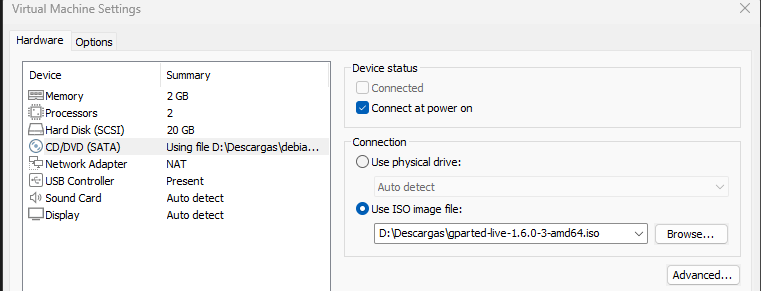 Virtual Machine Settings
Hardware Options
Device Summary
Memory 2 GB
Processors 2
Hard Disk (SCSI) 20 GB
CD/DVD (SATA) Using file D:\Descargas\debia...
Network Adapter NAT
USB Controller Present
Sound Card Auto detect
Display Auto detect
Device status
Connected
Connect at power on
Connection
Use physical drive:
Auto detect
Use ISO image file:
D:\Descargas\gparted-live-1.6.0-3-amd64.iso Browse...
Advanced...